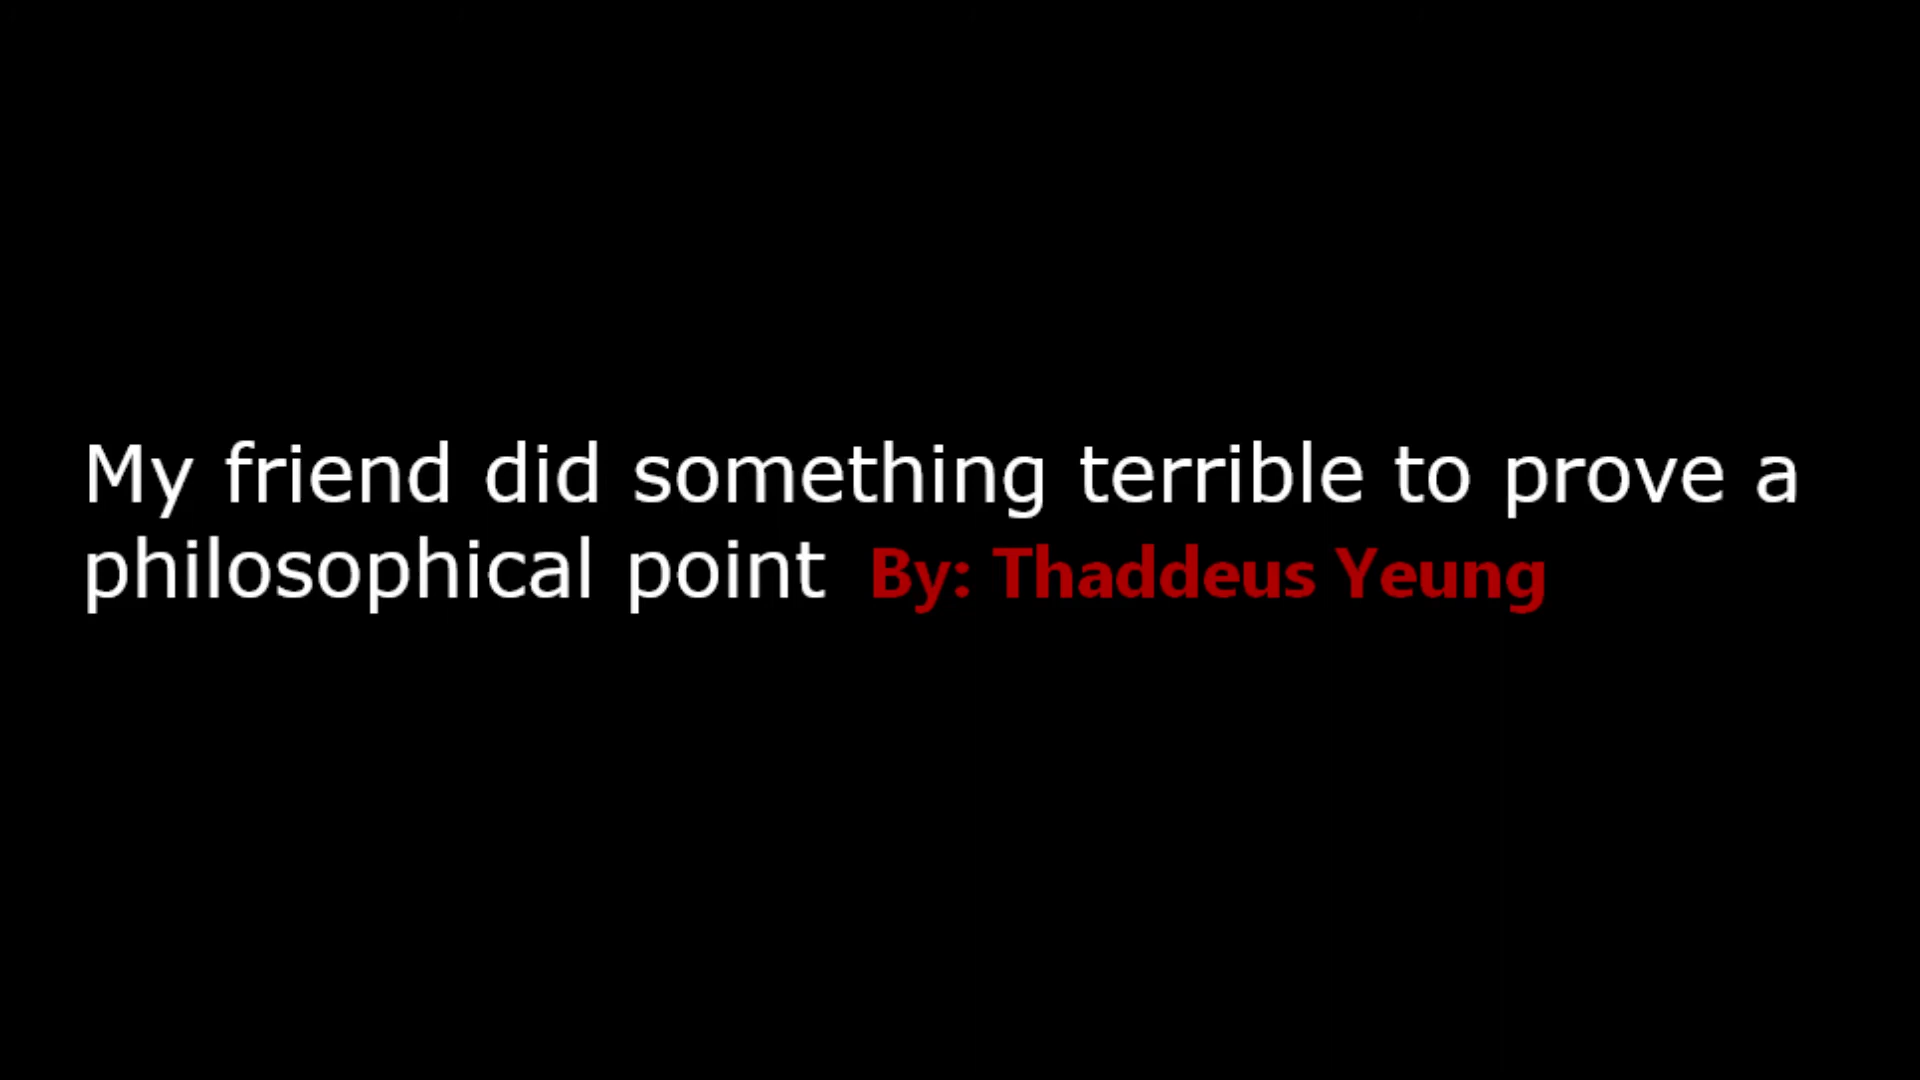 My friend did something terrible to prove a
philosophical point By: Thaddeus Yeung